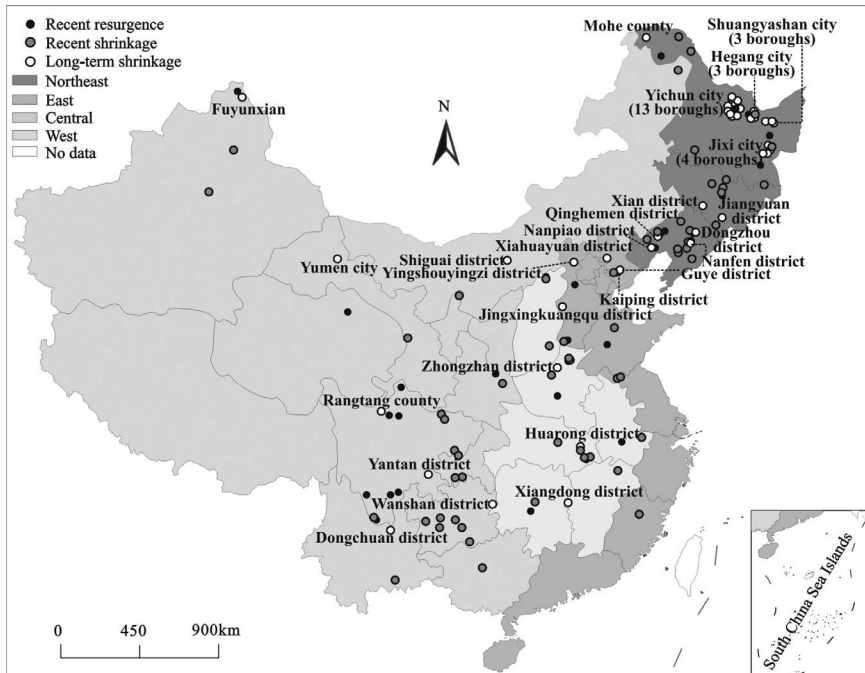 Recent resurgence
Recent shrinkage
Long-term shrinkage
Northeast
East
Central
West
No data
N
Mohe county
Shuangyashan city
(3 boroughs)
Hegang city
(3 boroughs)
Yichun city
(13 boroughs)
Jixi city
(4 boroughs)
Fuyunxian
Xian district
Jiangyuan
district
Qinghemen district
Nanpiao district
Dongzhou
district
Xiahuayuan district
Nanfen district
Shiguai district
Yumen city
Yingshouyingzi district
Guye district
Kaiping district
Jingxingkuangqu district
Zhongzhan district
Rangtang county
Huarong district
Yantan district
Wanshan district
Xiangdong district
Dongchuan district
0 450 900km
South China Sea Islands